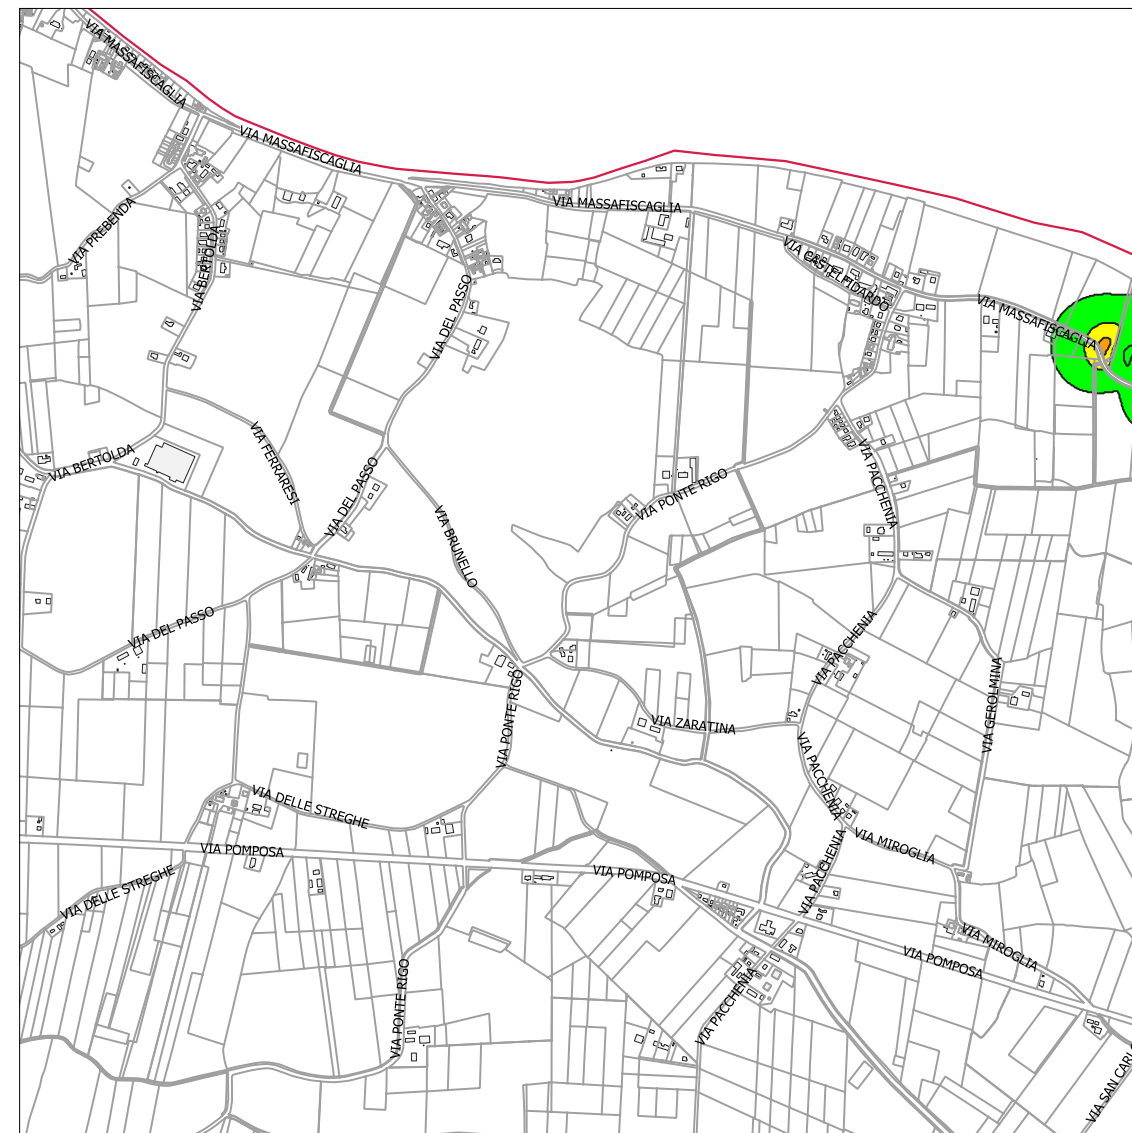 VIA MASSAFISCAGLIA
VIA MASSAFISCAGLIA
VIA MASSAFISCAGLIA
VIA PREBENDA
VIA BERTOLDA
VIA CASTELFIDARDO
VIA DEL PASSO
VIA MASSAFISCAGLIA
VIA BERTOLDA
VIA FERRARESI
VIA DEL PASSO
VIA PONTE RIGO
VIA PACCHENIA
VIA BRUNELLO
VIA DEL PASSO
VIA PACCHENIA
VIA PONTE RIGO
VIA ZARATINA
VIA GEROLMINA
VIA PACCHENIA
VIA DELLE STREGHE
VIA POMPOSA
VIA MIROGLIA
VIA PACCHENIA
VIA POMPOSA
VIA DELLE STREGHE
VIA MIROGLIA
VIA POMPOSA
VIA PONTE RIGO
VIA PACCHENIA
VIA SAN CARL